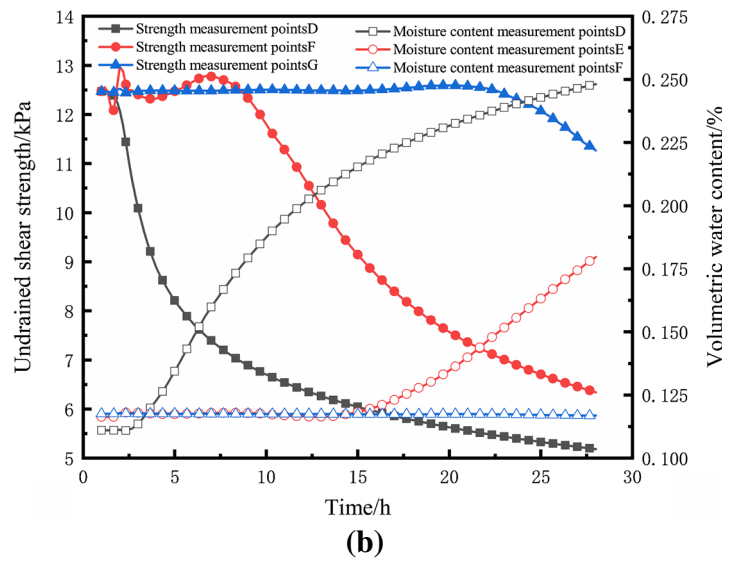 Strength measurement pointsD
Strength measurement pointsF
Strength measurement pointsG
Moisture content measurement pointsD
Moisture content measurement pointsE
Moisture content measurement pointsF
Undrained shear strength/kPa
14
13
12
11
10
9
8
7
6
5
0.275
0.250
0.225
0.200
0.175
0.150
0.125
0.100
Volumetric water content/%
0 5 10 15 20 25 30
Time/h
(b)